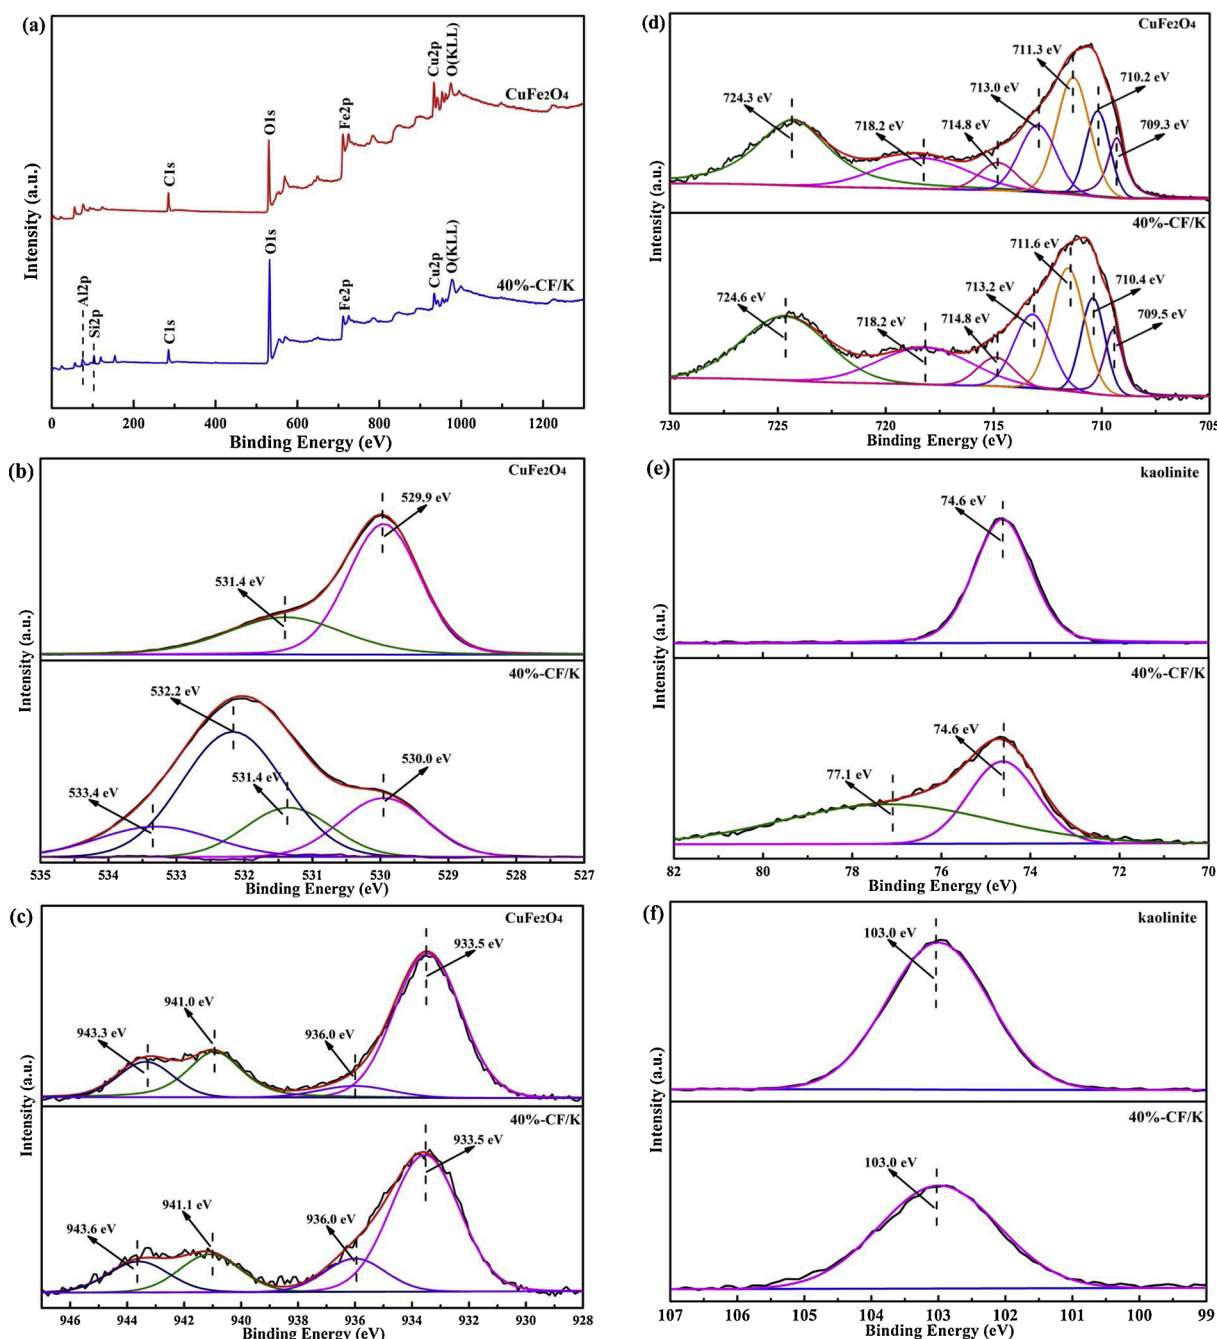 (a)
Intensity (a.u.)
C1s
O1s
Fe2p
Cu2p
O(KLL)
CuFe2O4
Al2p
Si2p
C1s
O1s
Fe2p
Cu2p
O(KLL)
40%-CF/K
0 200 400 600 800 1000 1200
Binding Energy (eV)
(b)
CuFe2O4
529.9 eV
531.4 eV
Intensity (a.u.)
40%-CF/K
532.2 eV
530.0 eV
531.4 eV
533.4 eV
535 534 533 532 531 530 529 528 527
Binding Energy (eV)
(c)
CuFe2O4
933.5 eV
941.0 eV
943.3 eV
936.0 eV
Intensity (a.u.)
40%-CF/K
933.5 eV
941.1 eV
943.6 eV
936.0 eV
946 944 942 940 938 936 934 932 930 928
Binding Energy (eV)
(d)
CuFe2O4
711.3 eV
710.2 eV
713.0 eV
724.3 eV
718.2 eV
714.8 eV
709.3 eV
Intensity (a.u.)
40%-CF/K
711.6 eV
710.4 eV
713.2 eV
724.6 eV
718.2 eV
714.8 eV
709.5 eV
730 725 720 715 710 705
Binding Energy (eV)
(e)
kaolinite
74.6 eV
Intensity (a.u.)
40%-CF/K
74.6 eV
77.1 eV
82 80 78 76 74 72 70
Binding Energy (eV)
(f)
kaolinite
103.0 eV
Intensity (a.u.)
40%-CF/K
103.0 eV
107 106 105 104 103 102 101 100 99
Binding Energy (eV)